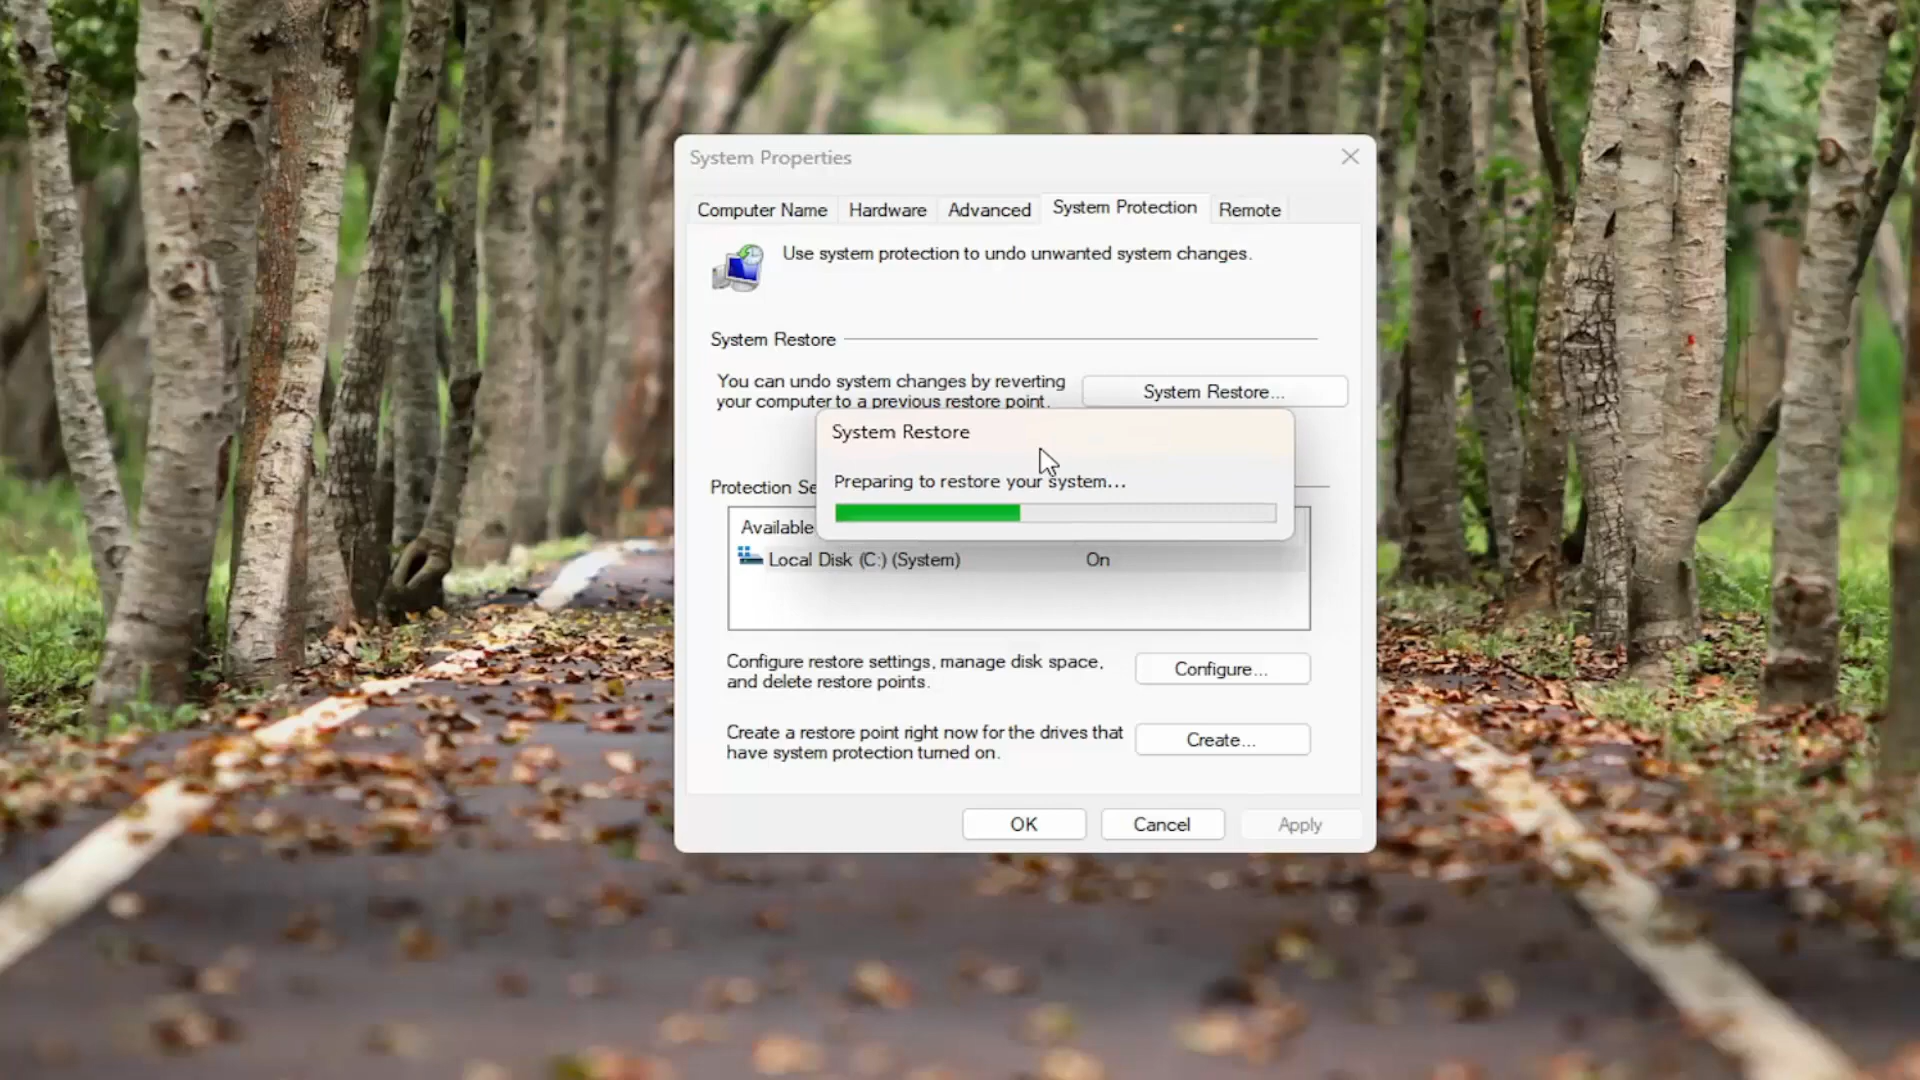 System Properties
Computer Name
Hardware
Advanced
System Protection
Remote
Use system protection to undo unwanted system changes.
System Restore
You can undo system changes by reverting
your computer to a previous restore point.
System Restore...
System Restore
Preparing to restore your system...
Protection Se
Available
Local Disk (C:) (System)
On
Configure restore settings, manage disk space,
and delete restore points.
Configure...
Create a restore point right now for the drives that
have system protection turned on.
Create...
OK
Cancel
Apply